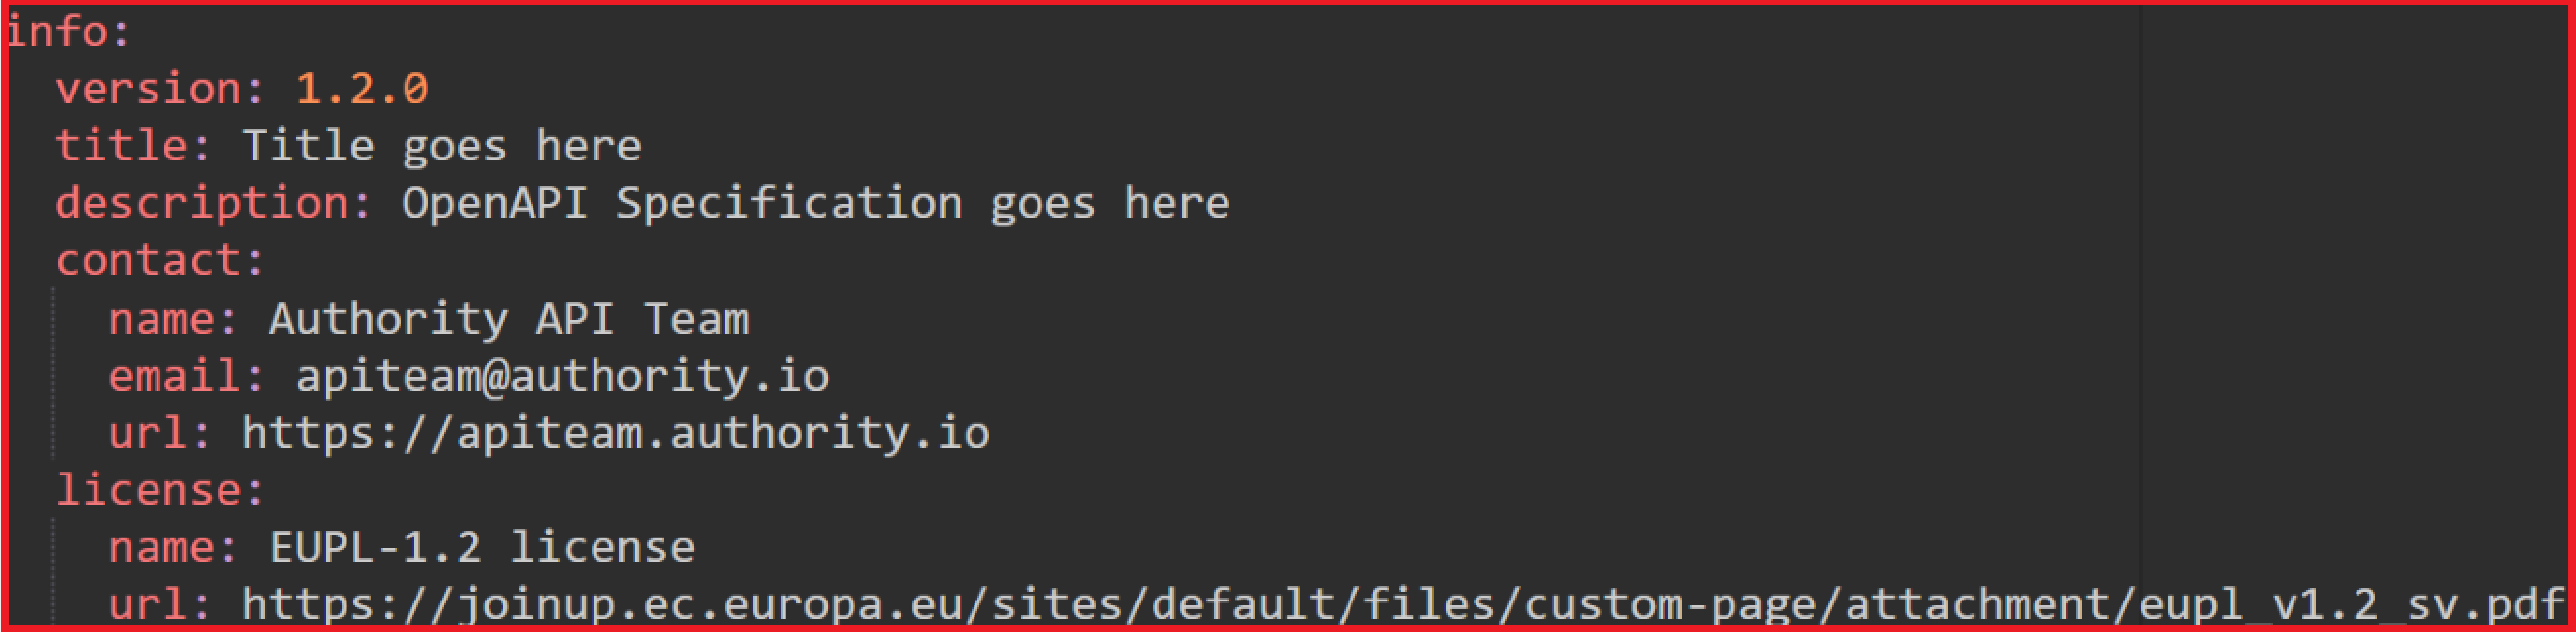 info:
  version: 1.2.0
  title: Title goes here
  description: OpenAPI Specification goes here
  contact:
    name: Authority API Team
    email: apiteam@authority.io
    url: https://apiteam.authority.io
  license:
    name: EUPL-1.2 license
    url: https://joinup.ec.europa.eu/sites/default/files/custom-page/attachment/eupl_v1.2_sv.pdf